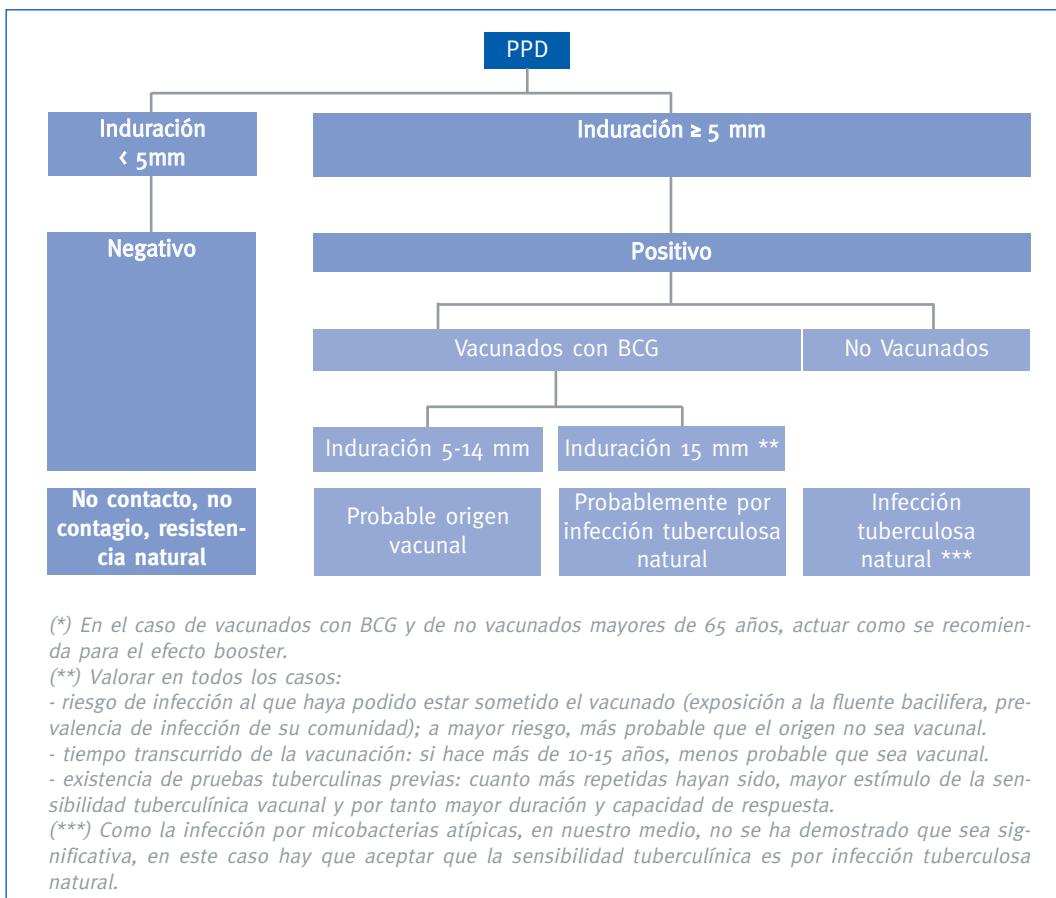 PPD
Induración
< 5mm
Induración ≥ 5 mm
Negativo
Positivo
Vacunados con BCG
No Vacunados
Induración 5-14 mm
Induración 15 mm **
No contacto, no
contagio, resisten-
cia natural
Probable origen
vacunal
Probablemente por
infección tuberculosa
natural
Infección
tuberculosa
natural ***
(*) En el caso de vacunados con BCG y de no vacunados mayores de 65 años, actuar como se recomien-
da para el efecto booster.
(**) Valorar en todos los casos:
- riesgo de infección al que haya podido estar sometido el vacunado (exposición a la fluente bacilifera, pre-
valencia de infección de su comunidad); a mayor riesgo, más probable que el origen no sea vacunal.
- tiempo transcurrido de la vacunación: si hace más de 10-15 años, menos probable que sea vacunal.
- existencia de pruebas tuberculinas previas: cuanto más repetidas hayan sido, mayor estímulo de la sen-
sibilidad tuberculínica vacunal y por tanto mayor duración y capacidad de respuesta.
(***) Como la infección por micobacterias atípicas, en nuestro medio, no se ha demostrado que sea sig-
nificativa, en este caso hay que aceptar que la sensibilidad tuberculínica es por infección tuberculosa
natural.